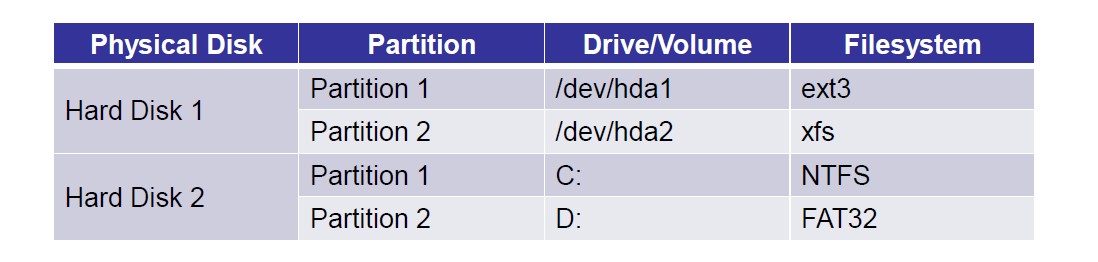 Physical Disk Partition Drive/Volume Filesystem
Hard Disk 1 Partition 1 /dev/hda1 ext3
Partition 2 /dev/hda2 xfs
Hard Disk 2 Partition 1 C: NTFS
Partition 2 D: FAT32